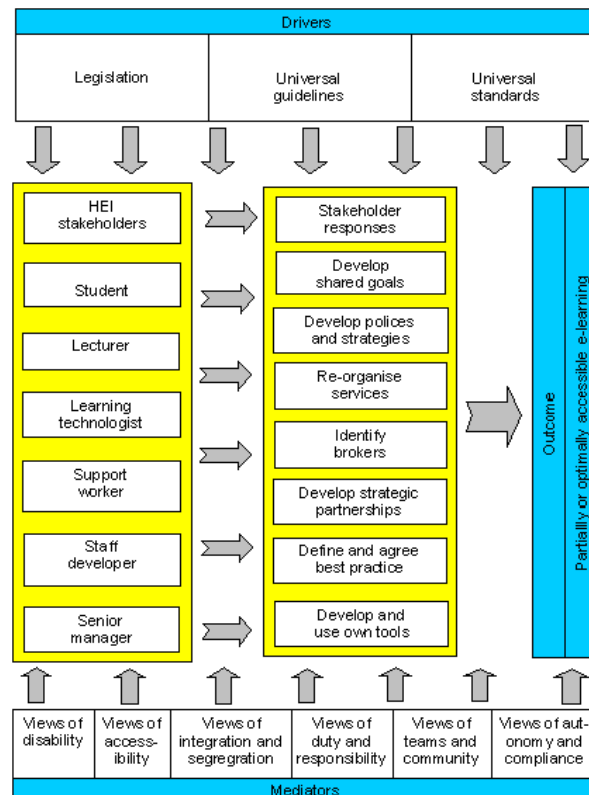 Drivers
Legislation
Universal
guidelines
Universal
standards
HEI
stakeholders
Student
Lecturer
Learning
technologist
Support
worker
Staff
developer
Senior
manager
Stakeholder
responses
Develop
shared goals
Develop polices
and strategies
Re-organise
services
Identify
brokers
Develop strategic
partnerships
Define and agree
best practice
Develop and
use own tools
Outcome
Partiallly or optimally accessible e-learning
Views of
disability
Views of
access-
ibility
Views of
integration and
segregration
Views of
duty and
responsibility
Views of
teams and
community
Views of aut-
onomy and
compliance
Mediators